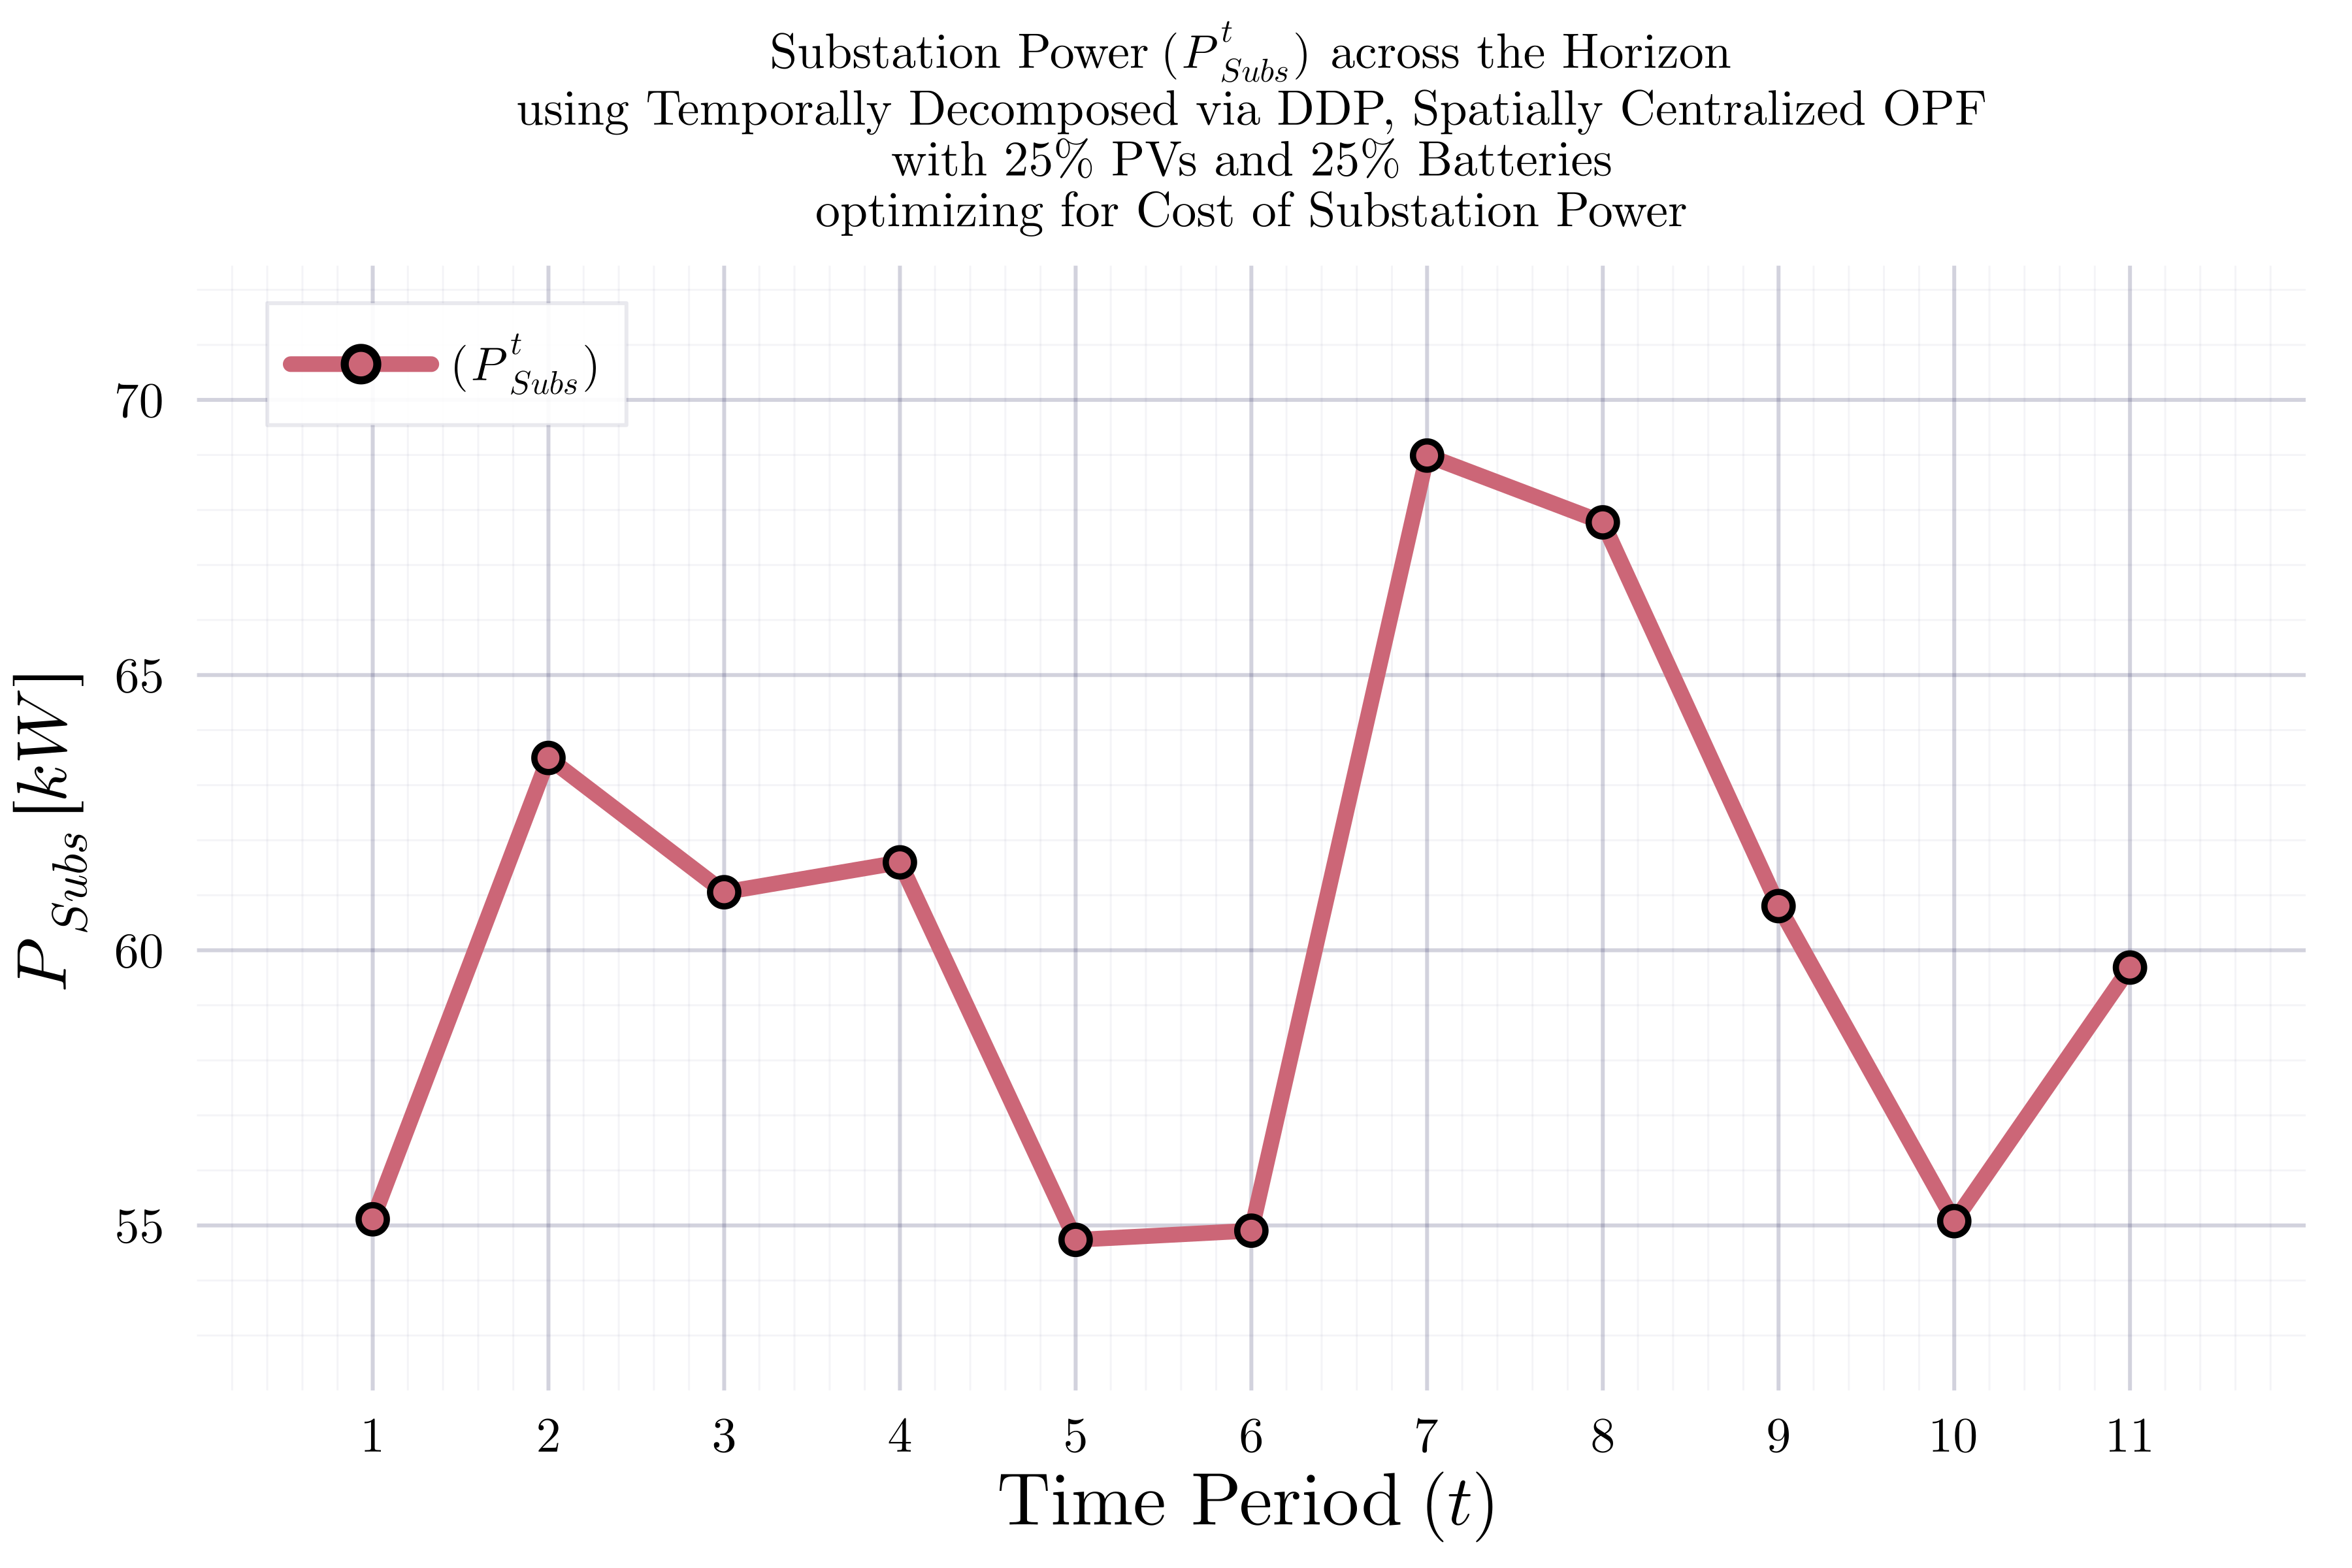 Substation Power (P^t_Subs) across the Horizon
using Temporally Decomposed via DDP, Spatially Centralized OPF
with 25% PVs and 25% Batteries
optimizing for Cost of Substation Power
(P^t_Subs)
70
65
60
55
P_Subs [kW]
1 2 3 4 5 6 7 8 9 10 11
Time Period (t)